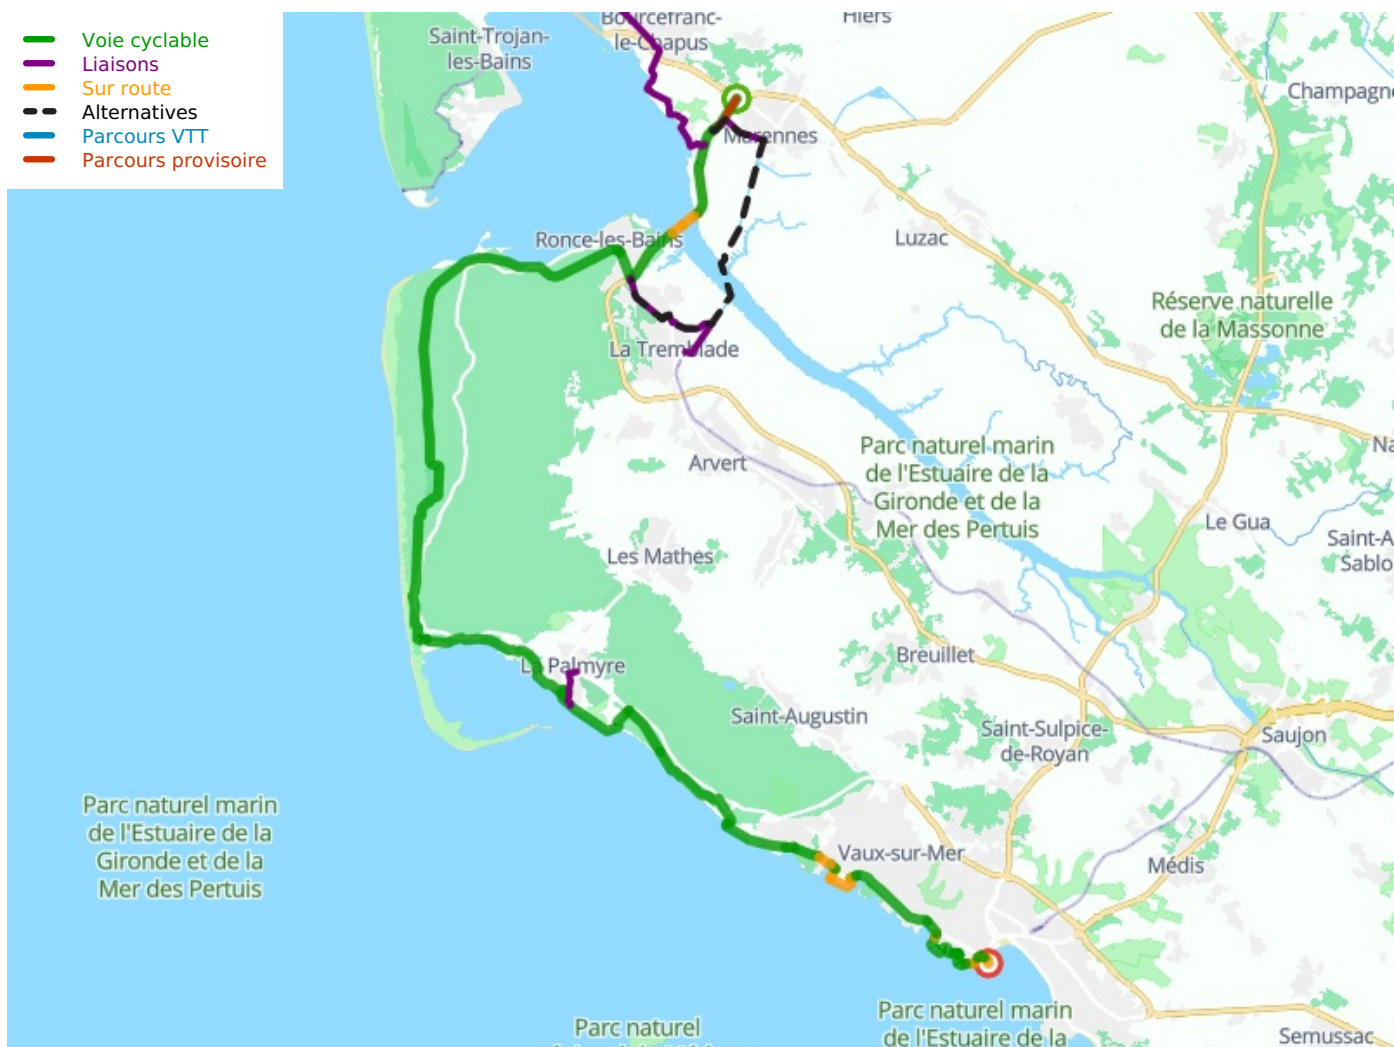 Voie cyclable
Liaisons
Sur route
Alternatives
Parcours VTT
Parcours provisoire
Saint-Trojan-
les-Bains
Bourcefranc-
le-Chapus
Hiers
Champagne
Marennes
Ronce-les-Bains
Luzac
Réserve naturelle
de la Massonne
La Tremblade
Arvert
Parc naturel marin
de l'Estuaire de la
Gironde et de la
Mer des Pertuis
Le Gua
Saint-A
Sablo
Les Mathes
La Palmyre
Breuillet
Saint-Augustin
Saint-Sulpice-
de-Royan
Saujon
Parc naturel marin
de l'Estuaire de la
Gironde et de la
Mer des Pertuis
Vaux-sur-Mer
Médis
Parc naturel marin
de l'Estuaire de la
Parc naturel
Semussac